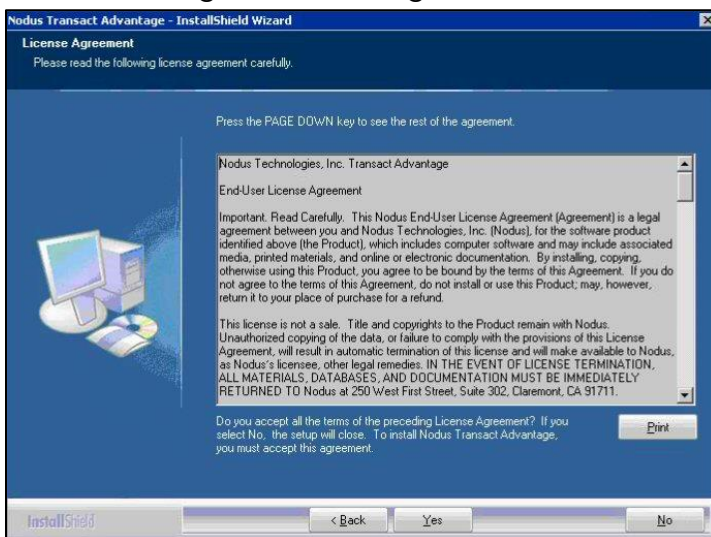 Nodus Transact Advantage - InstallShield Wizard
License Agreement
Please read the following license agreement carefully.
Press the PAGE DOWN key to see the rest of the agreement.
Nodus Technologies, Inc. Transact Advantage
End-User License Agreement
Important. Read Carefully. This Nodus End-User License Agreement (Agreement) is a legal
agreement between you and Nodus Technologies, Inc. (Nodus), for the software product
identified above (the Product), which includes computer software and may include associated
media, printed materials, and online or electronic documentation. By installing, copying,
otherwise using this Product, you agree to be bound by the terms of this Agreement. If you do
not agree to the terms of this Agreement, do not install or use this Product; may, however,
return it to your place of purchase for a refund.
This license is not a sale. Title and copyrights to the Product remain with Nodus.
Unauthorized copying of the data, or failure to comply with the provisions of this License
Agreement, will result in automatic termination of this license and will make available to Nodus,
as Nodus's licensee, other legal remedies. IN THE EVENT OF LICENSE TERMINATION,
ALL MATERIALS, DATABASES, AND DOCUMENTATION MUST BE IMMEDIATELY
RETURNED TO Nodus at 250 West First Street, Suite 302, Claremont, CA 91711.
Do you accept all the terms of the preceding License Agreement? If you
select No, the setup will close. To install Nodus Transact Advantage,
you must accept this agreement.
Print
InstallShield
< Back
Yes
No